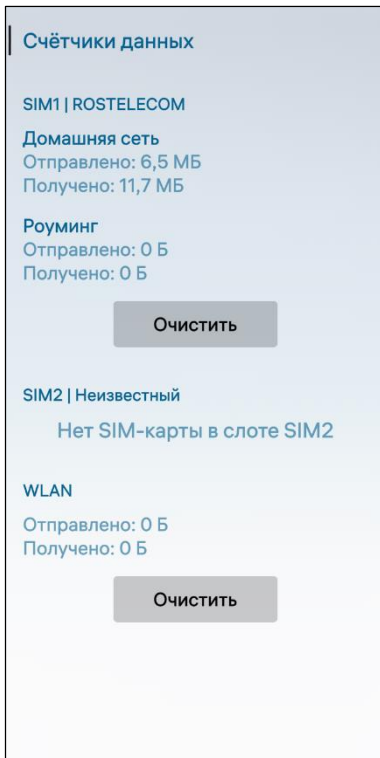 Счётчики данных
SIM1 | ROSTELECOM
Домашняя сеть
Отправлено: 6,5 МБ
Получено: 11,7 МБ
Роуминг
Отправлено: 0 Б
Получено: 0 Б
Очистить
SIM2 | Неизвестный
Нет SIM-карты в слоте SIM2
WLAN
Отправлено: 0 Б
Получено: 0 Б
Очистить